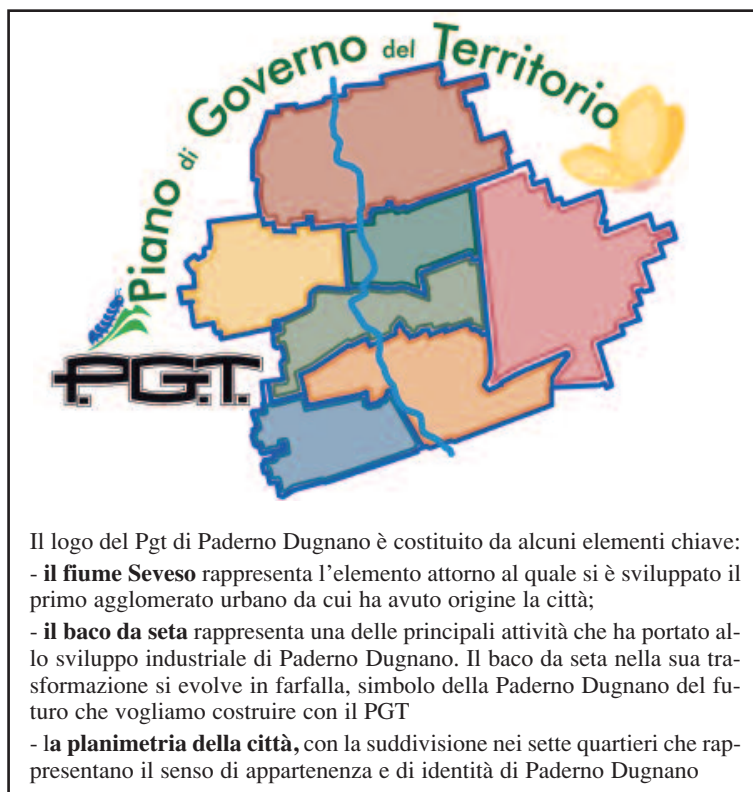 Piano di Governo del Territorio
P.G.T.
Il logo del Pgt di Paderno Dugnano è costituito da alcuni elementi chiave:
- il fiume Seveso rappresenta l’elemento attorno al quale si è sviluppato il
primo agglomerato urbano da cui ha avuto origine la città;
- il baco da seta rappresenta una delle principali attività che ha portato al-
lo sviluppo industriale di Paderno Dugnano. Il baco da seta nella sua tra-
sformazione si evolve in farfalla, simbolo della Paderno Dugnano del fu-
turo che vogliamo costruire con il PGT
- la planimetria della città, con la suddivisione nei sette quartieri che rap-
presentano il senso di appartenenza e di identità di Paderno Dugnano